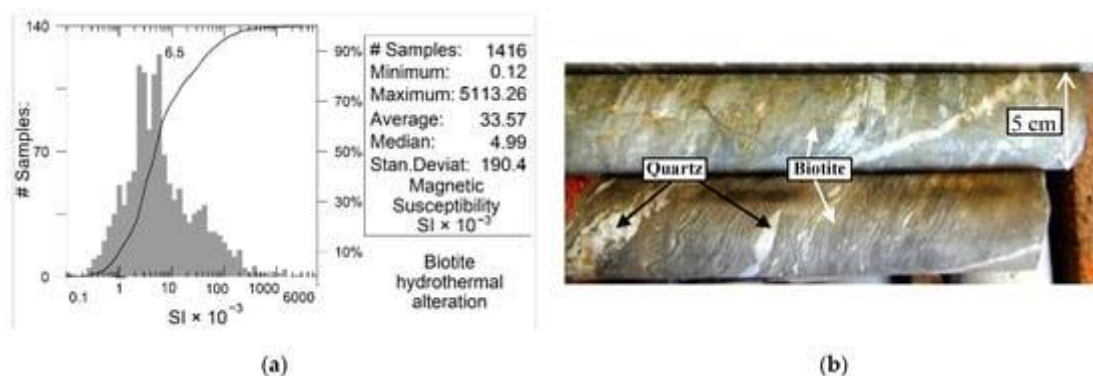 140
70
0
# Samples:
6.5
90%
70%
50%
30%
10%
0.1 1 10 100 1000 6000
SI × 10⁻³
# Samples: 1416
Minimum: 0.12
Maximum: 5113.26
Average: 33.57
Median: 4.99
Stan.Deviat: 190.4
Magnetic
Susceptibility
SI × 10⁻³
Biotite
hydrothermal
alteration
(a)
Quartz
Biotite
5 cm
(b)